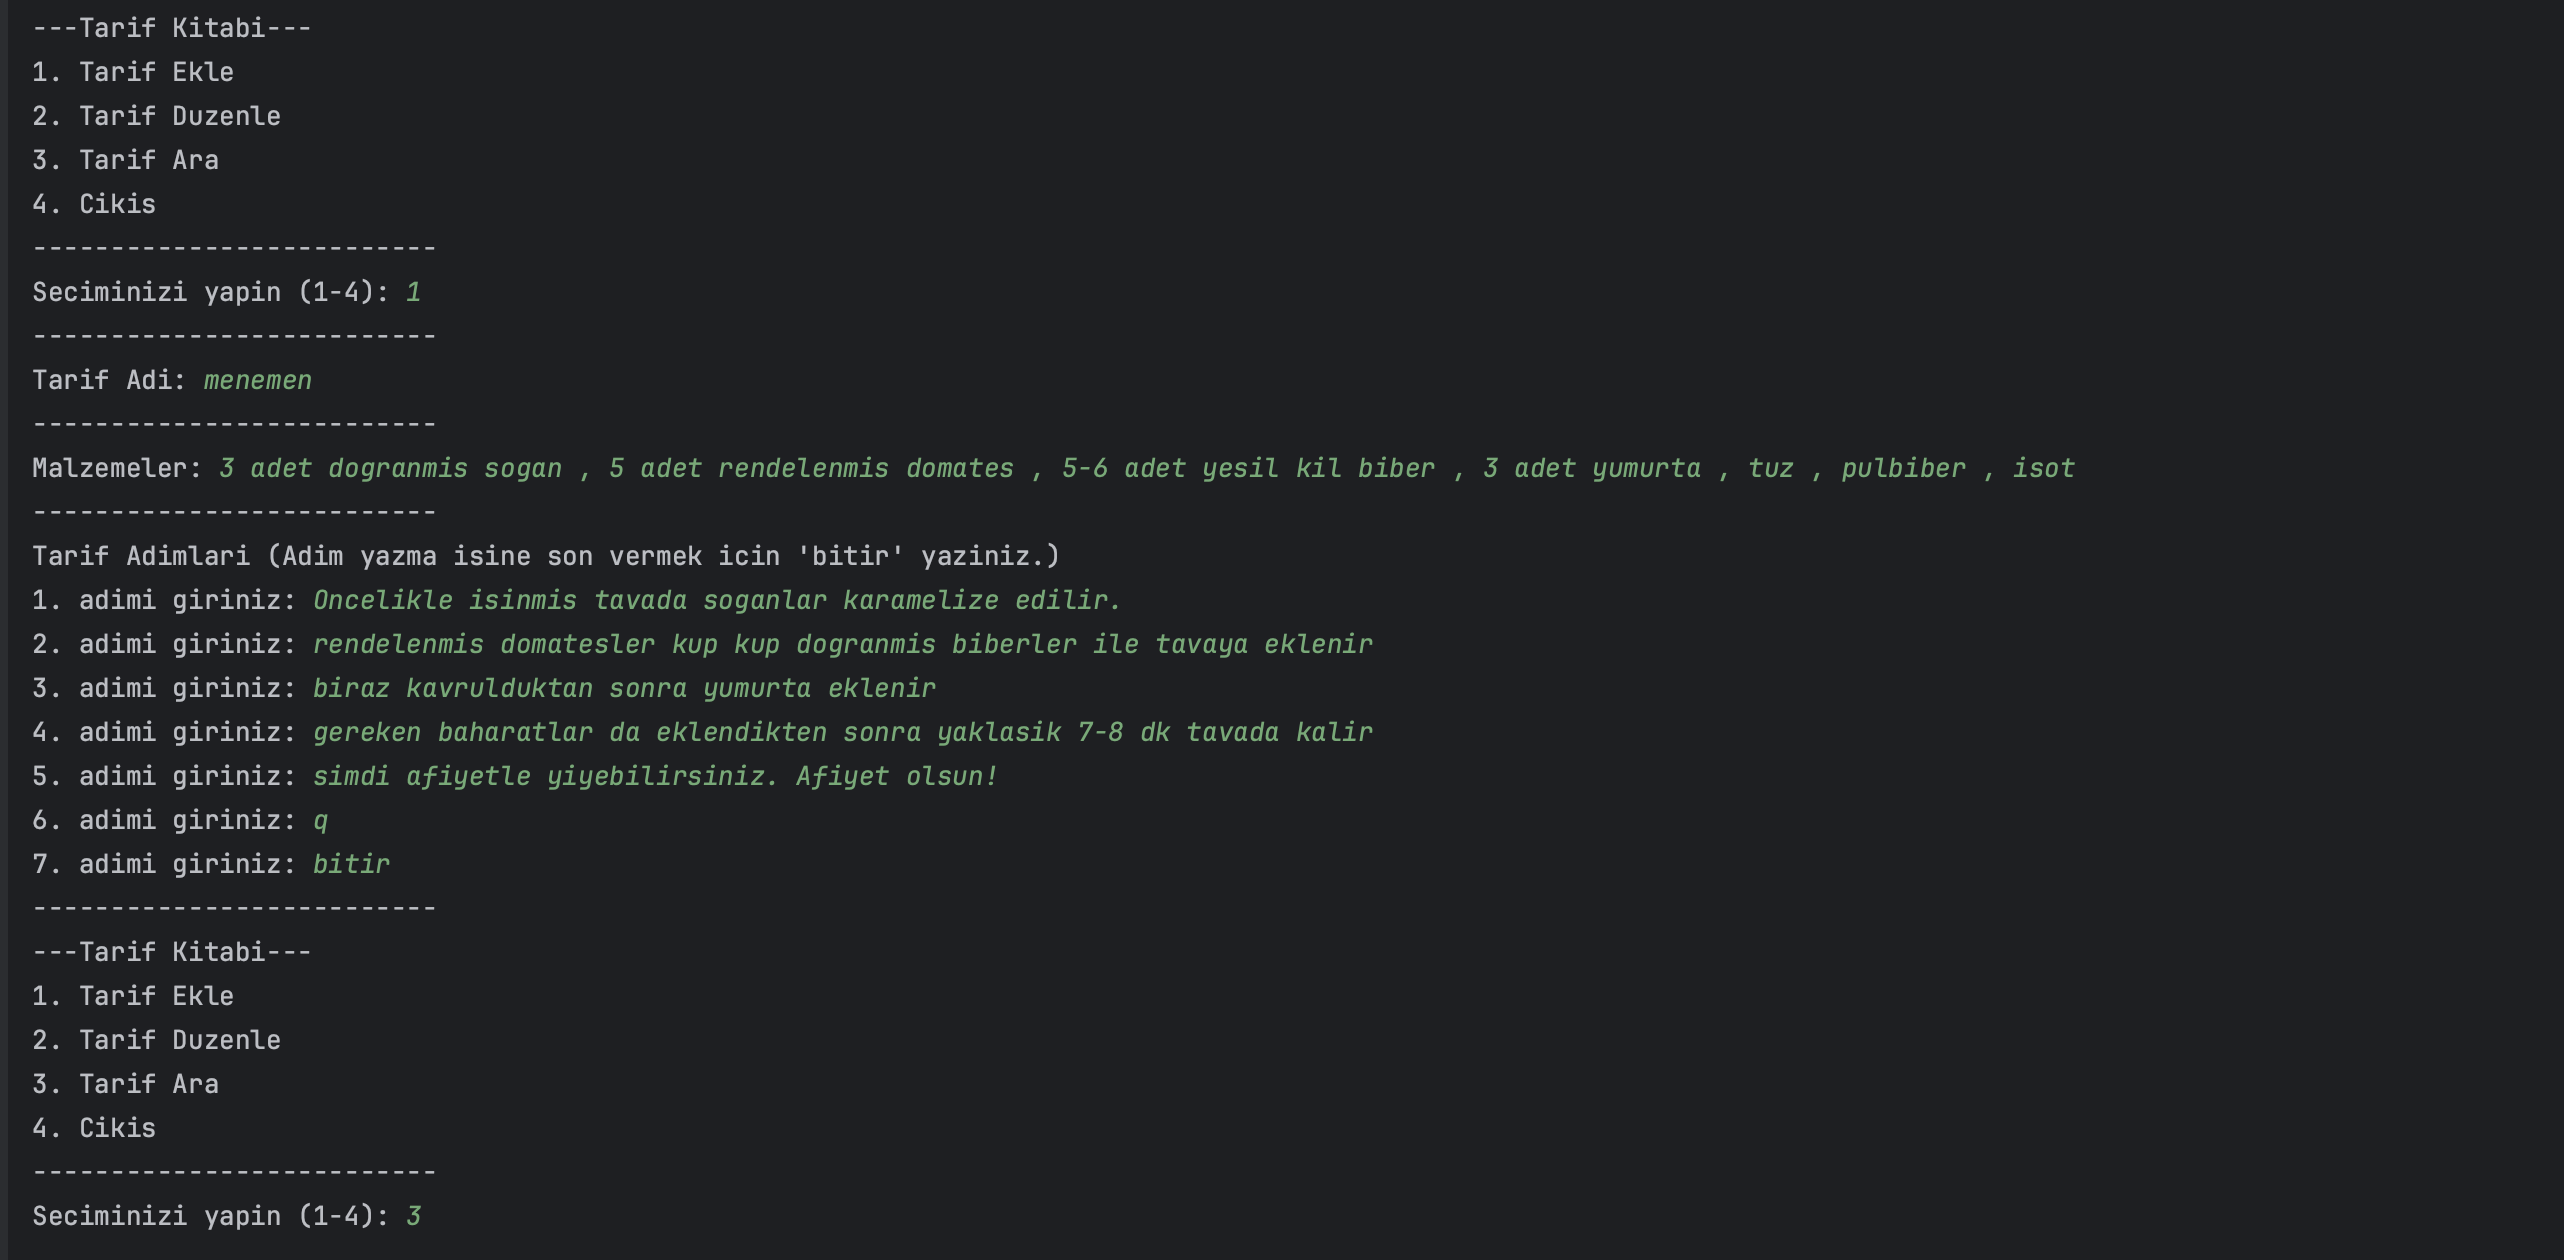 ---Tarif Kitabi---
1. Tarif Ekle
2. Tarif Duzenle
3. Tarif Ara
4. Cikis
--------------------------
Seciminizi yapin (1-4): 1
--------------------------
Tarif Adi: menemen
--------------------------
Malzemeler: 3 adet dogranmis sogan , 5 adet rendelenmis domates , 5-6 adet yesil kil biber , 3 adet yumurta , tuz , pulbiber , isot
--------------------------
Tarif Adimlari (Adim yazma isine son vermek icin 'bitir' yaziniz.)
1. adimi giriniz: Oncelikle isinmis tavada soganlar karamelize edilir.
2. adimi giriniz: rendelenmis domatesler kup kup dogranmis biberler ile tavaya eklenir
3. adimi giriniz: biraz kavrulduktan sonra yumurta eklenir
4. adimi giriniz: gereken baharatlar da eklendikten sonra yaklasik 7-8 dk tavada kalir
5. adimi giriniz: simdi afiyetle yiyebilirsiniz. Afiyet olsun!
6. adimi giriniz: q
7. adimi giriniz: bitir
--------------------------
---Tarif Kitabi---
1. Tarif Ekle
2. Tarif Duzenle
3. Tarif Ara
4. Cikis
--------------------------
Seciminizi yapin (1-4): 3